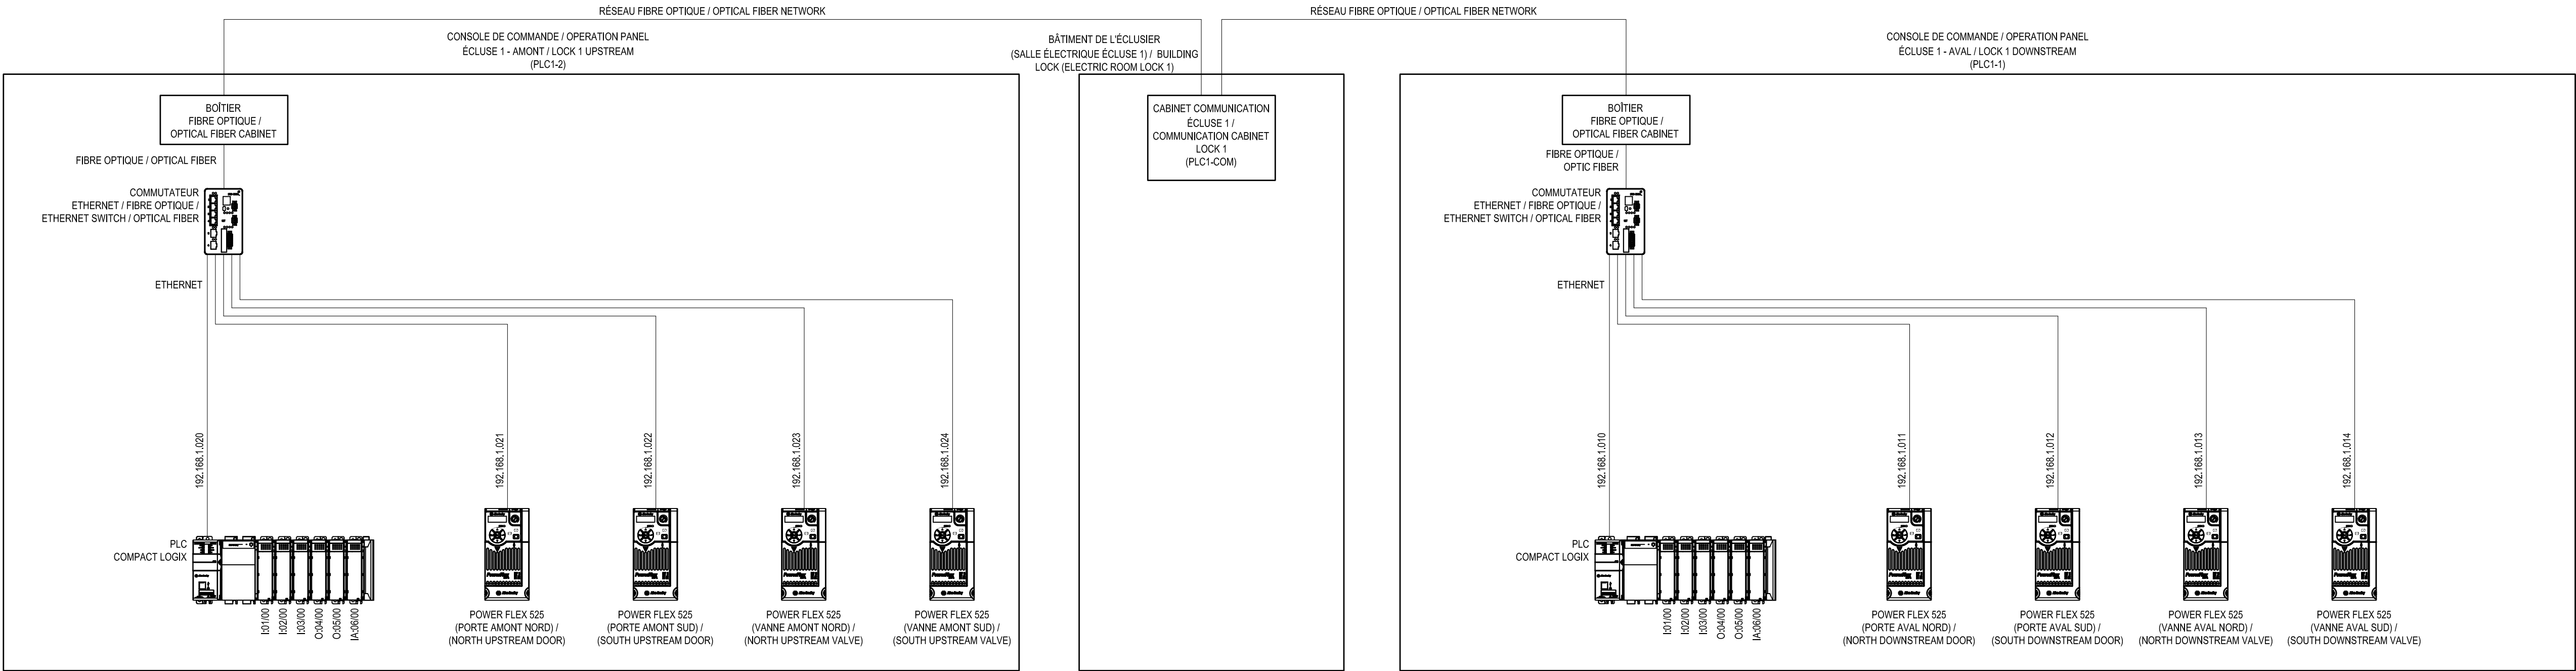 RÉSEAU FIBRE OPTIQUE / OPTICAL FIBER NETWORK
RÉSEAU FIBRE OPTIQUE / OPTICAL FIBER NETWORK
CONSOLE DE COMMANDE / OPERATION PANEL
ÉCLUSE 1 - AMONT / LOCK 1 UPSTREAM
(PLC1-2)
BÂTIMENT DE L'ÉCLUSIER
(SALLE ÉLECTRIQUE ÉCLUSE 1) / BUILDING
LOCK (ELECTRIC ROOM LOCK 1)
CONSOLE DE COMMANDE / OPERATION PANEL
ÉCLUSE 1 - AVAL / LOCK 1 DOWNSTREAM
(PLC1-1)
BOÎTIER
FIBRE OPTIQUE /
OPTICAL FIBER CABINET
FIBRE OPTIQUE / OPTICAL FIBER
COMMUTATEUR
ETHERNET / FIBRE OPTIQUE /
ETHERNET SWITCH / OPTICAL FIBER
ETHERNET
192.168.1.020
192.168.1.021
192.168.1.022
192.168.1.023
192.168.1.024
PLC
COMPACT LOGIX
I:01/00
I:02/00
I:03/00
O:04/00
O:05/00
IA:06/00
POWER FLEX 525
(PORTE AMONT NORD) /
(NORTH UPSTREAM DOOR)
POWER FLEX 525
(PORTE AMONT SUD) /
(SOUTH UPSTREAM DOOR)
POWER FLEX 525
(VANNE AMONT NORD) /
(NORTH UPSTREAM VALVE)
POWER FLEX 525
(VANNE AMONT SUD) /
(SOUTH UPSTREAM VALVE)
CABINET COMMUNICATION
ÉCLUSE 1 /
COMMUNICATION CABINET
LOCK 1
(PLC1-COM)
BOÎTIER
FIBRE OPTIQUE /
OPTICAL FIBER CABINET
FIBRE OPTIQUE /
OPTIC FIBER
COMMUTATEUR
ETHERNET / FIBRE OPTIQUE /
ETHERNET SWITCH / OPTICAL FIBER
ETHERNET
192.168.1.010
192.168.1.011
192.168.1.012
192.168.1.013
192.168.1.014
PLC
COMPACT LOGIX
I:01/00
I:02/00
I:03/00
O:04/00
O:05/00
IA:06/00
POWER FLEX 525
(PORTE AVAL NORD) /
(NORTH DOWNSTREAM DOOR)
POWER FLEX 525
(PORTE AVAL SUD) /
(SOUTH DOWNSTREAM DOOR)
POWER FLEX 525
(VANNE AVAL NORD) /
(NORTH DOWNSTREAM VALVE)
POWER FLEX 525
(VANNE AVAL SUD) /
(SOUTH DOWNSTREAM VALVE)